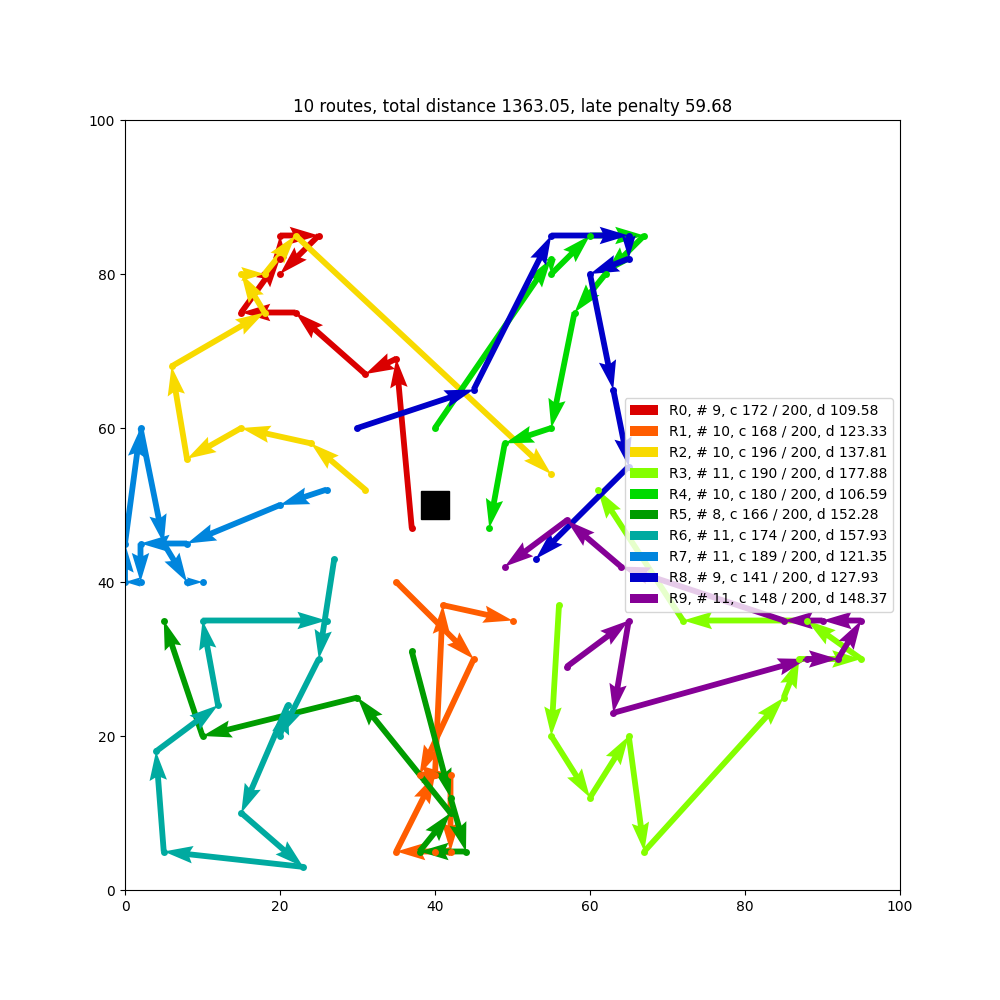 10 routes, total distance 1363.05, late penalty 59.68
100
80
60
40
20
0
0 20 40 60 80 100
R0, # 9, c 172 / 200, d 109.58
R1, # 10, c 168 / 200, d 123.33
R2, # 10, c 196 / 200, d 137.81
R3, # 11, c 190 / 200, d 177.88
R4, # 10, c 180 / 200, d 106.59
R5, # 8, c 166 / 200, d 152.28
R6, # 11, c 174 / 200, d 157.93
R7, # 11, c 189 / 200, d 121.35
R8, # 9, c 141 / 200, d 127.93
R9, # 11, c 148 / 200, d 148.37